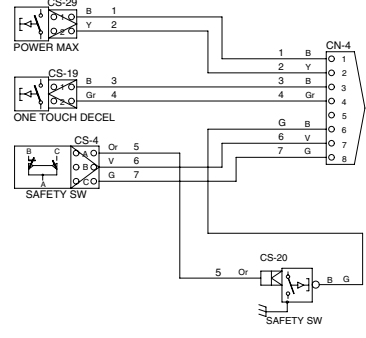 CS-29
1 B 1
2 Y 2
POWER MAX
CS-19
1 B 3
2 Gr 4
ONE TOUCH DECEL
CS-4
B C A Or 5
B V 6
A C G 7
SAFETY SW
CN-4
1 B 1
2 Y 2
3 B 3
4 Gr 4
5
G B 6
6 V 7
7 G 8
CS-20
5 Or B G
SAFETY SW